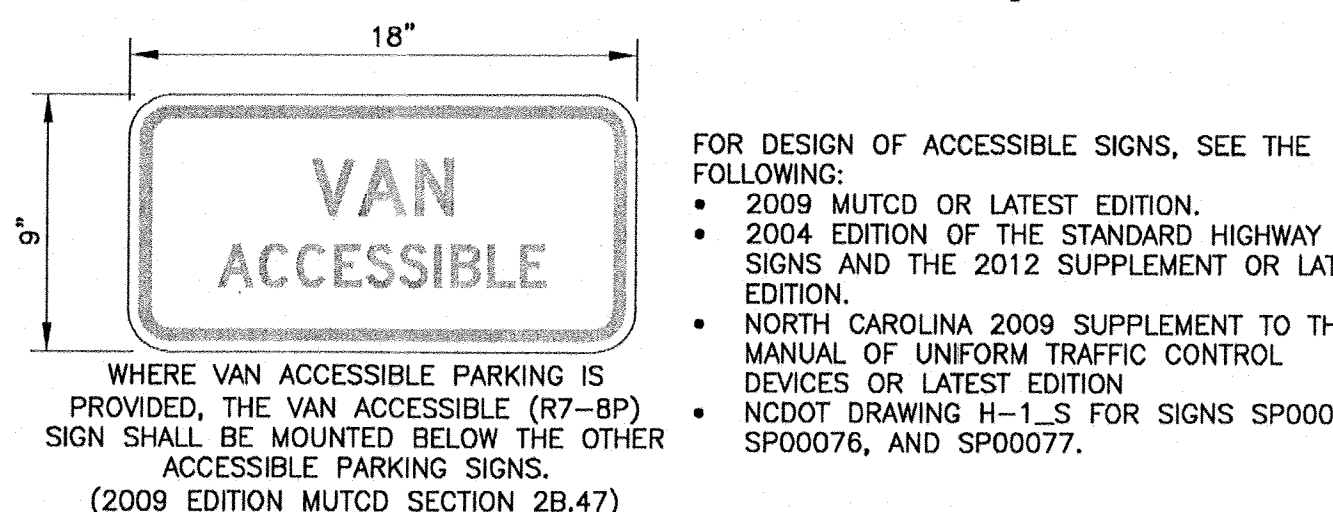 18"
9"
VAN
ACCESSIBLE
WHERE VAN ACCESSIBLE PARKING IS
PROVIDED, THE VAN ACCESSIBLE (R7-8P)
SIGN SHALL BE MOUNTED BELOW THE OTHER
ACCESSIBLE PARKING SIGNS.
(2009 EDITION MUTCD SECTION 2B.47)
FOR DESIGN OF ACCESSIBLE SIGNS, SEE THE
FOLLOWING:
• 2009 MUTCD OR LATEST EDITION.
• 2004 EDITION OF THE STANDARD HIGHWAY
SIGNS AND THE 2012 SUPPLEMENT OR
EDITION.
• NORTH CAROLINA 2009 SUPPLEMENT TO
MANUAL OF UNIFORM TRAFFIC CONTROL
DEVICES OR LATEST EDITION
• NCDOT DRAWING H-1_S FOR SIGNS
SP00076, AND SP00077.